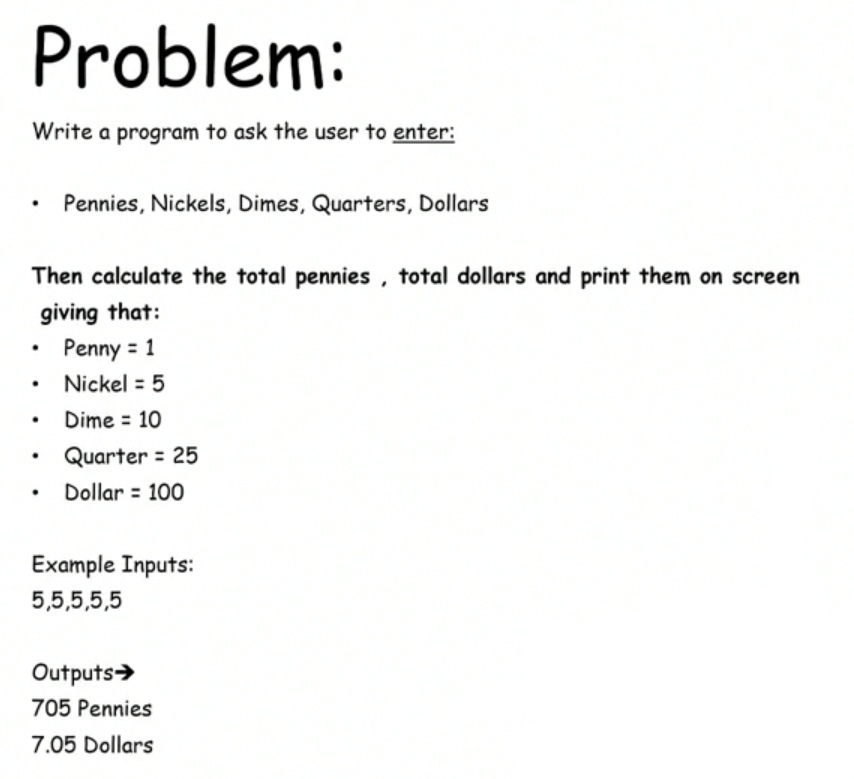 Problem:
Write a program to ask the user to enter:
• Pennies, Nickels, Dimes, Quarters, Dollars
Then calculate the total pennies , total dollars and print them on screen
giving that:
• Penny = 1
• Nickel = 5
• Dime = 10
• Quarter = 25
• Dollar = 100
Example Inputs:
5,5,5,5,5
Outputs➔
705 Pennies
7.05 Dollars